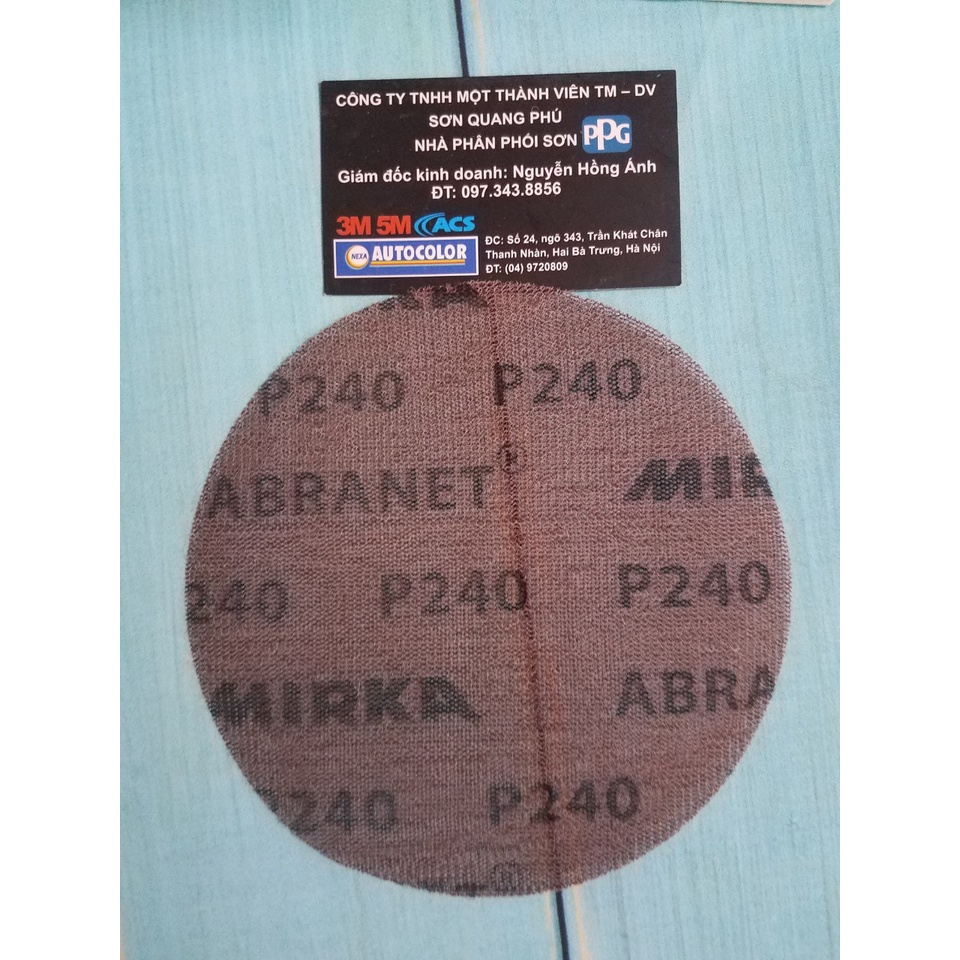 CÔNG TY TNHH MỘT THÀNH VIÊN TM – DV
SƠN QUANG PHÚ
NHÀ PHÂN PHỐI SƠN PPG
Giám đốc kinh doanh: Nguyễn Hồng Ánh
ĐT: 097.343.8856
3M 5M ACS
NEXA AUTOCOLOR
ĐC: Số 24, ngõ 343, Trần Khát Chân
Thanh Nhàn, Hai Bà Trưng, Hà Nội
ĐT: (04) 9720809
P240 P240
ABRANET® MIR
240 P240 P240
MIRKA ABRA
P240 P240
®